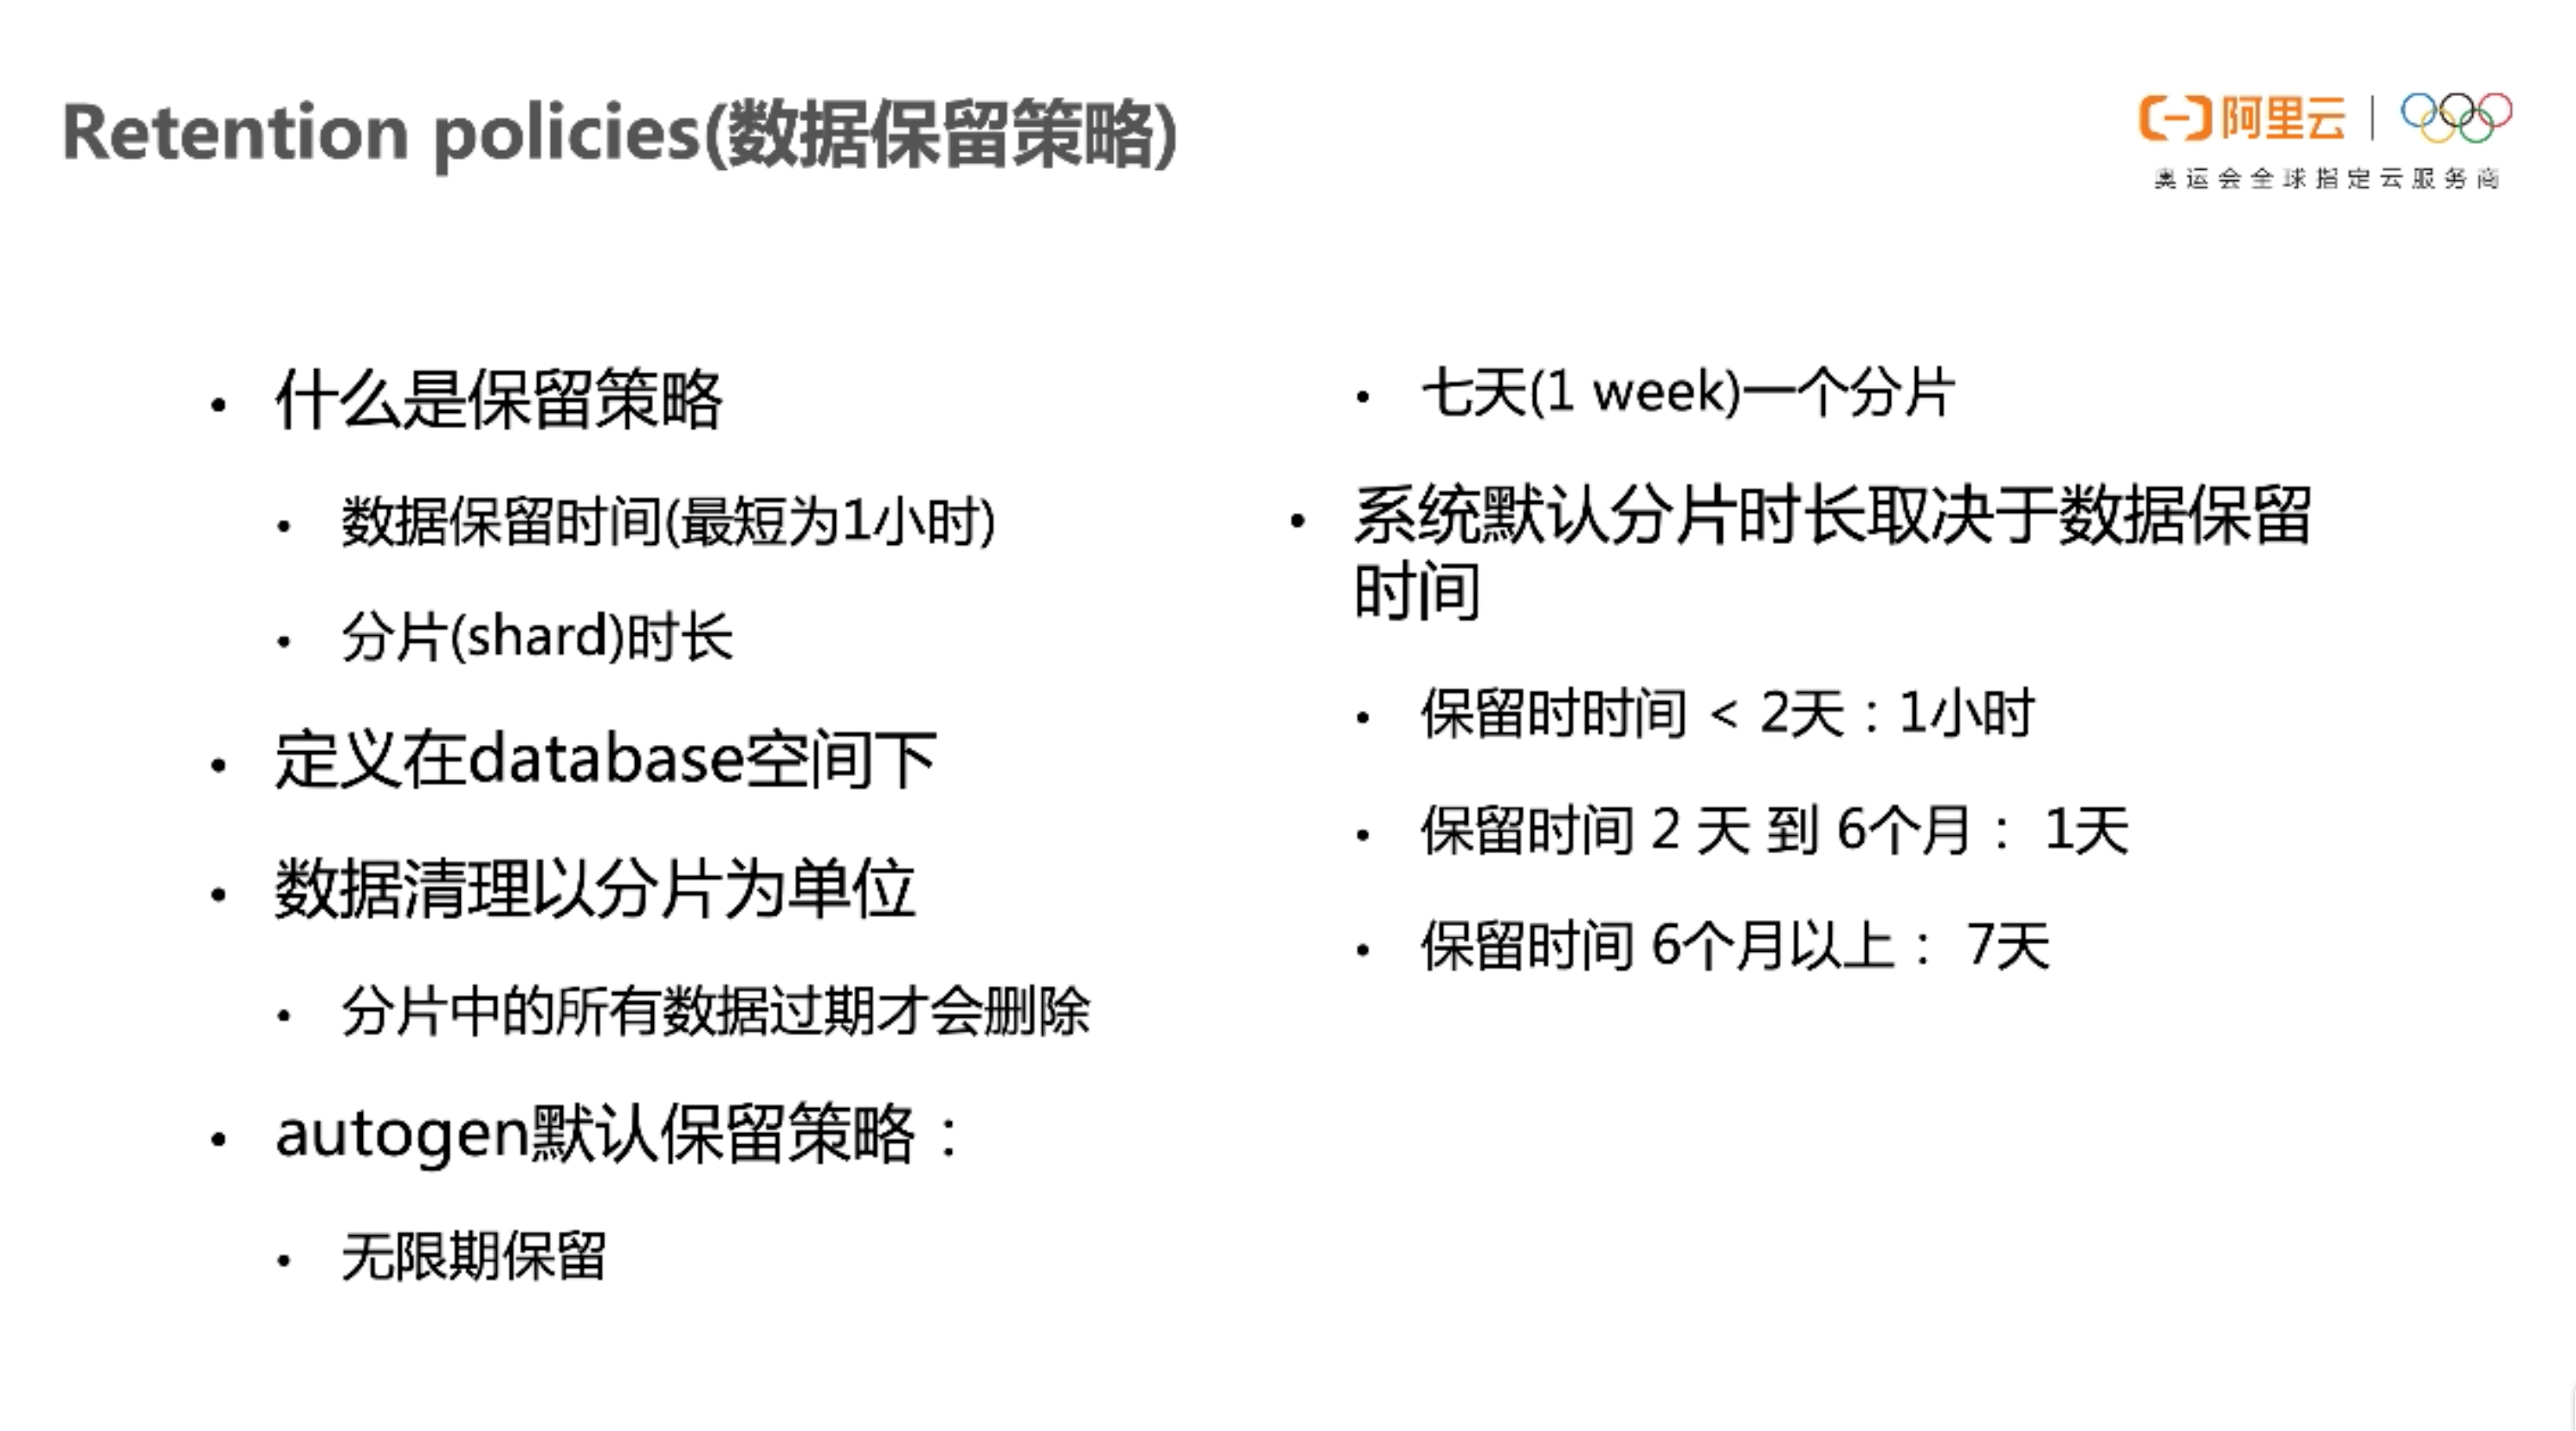 Retention policies(数据保留策略)
阿里云
奥运会全球指定云服务商
什么是保留策略
数据保留时间(最短为1小时)
分片(shard)时长
定义在database空间下
数据清理以分片为单位
分片中的所有数据过期才会删除
autogen默认保留策略：
无限期保留
七天(1 week)一个分片
系统默认分片时长取决于数据保留
时间
保留时时间 < 2天：1小时
保留时间 2 天 到 6个月： 1天
保留时间 6个月以上： 7天